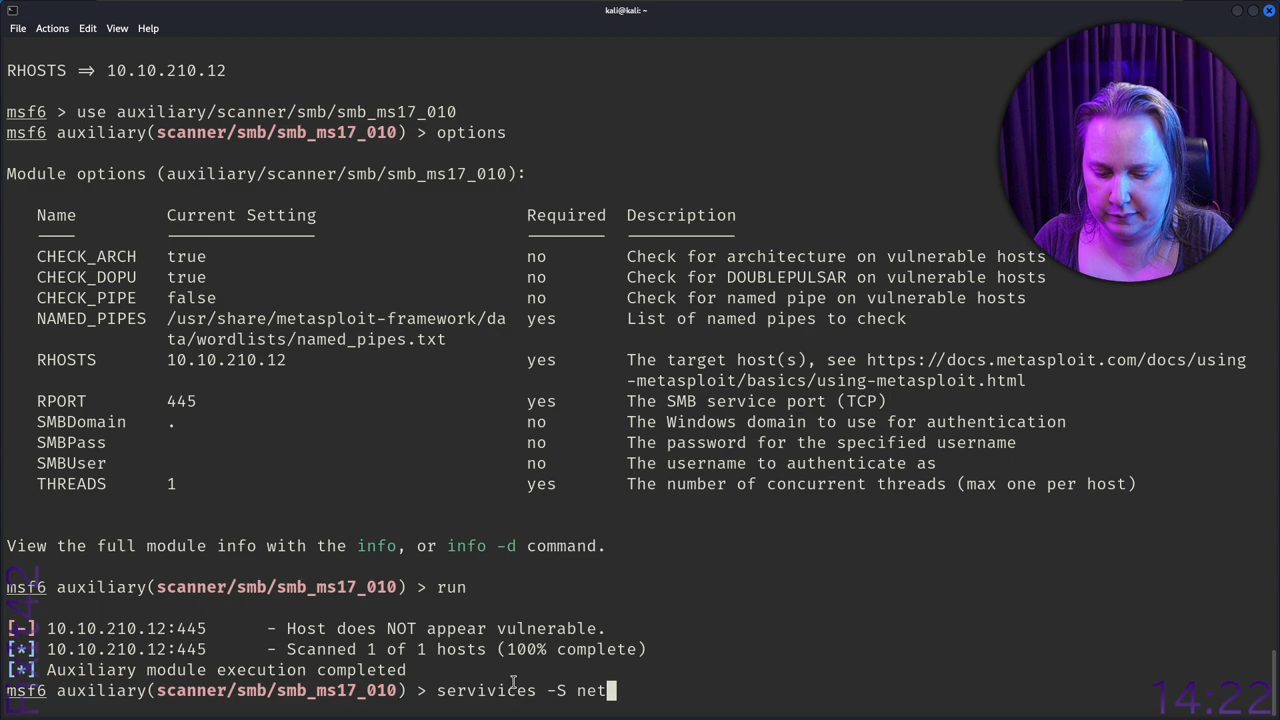 kali@kali: ~
File Actions Edit View Help
RHOSTS => 10.10.210.12
msf6 > use auxiliary/scanner/smb/smb_ms17_010
msf6 auxiliary(scanner/smb/smb_ms17_010) > options
Module options (auxiliary/scanner/smb/smb_ms17_010):
Name Current Setting Required Description
CHECK_ARCH true no Check for architecture on vulnerable hosts
CHECK_DOPU true no Check for DOUBLEPULSAR on vulnerable hosts
CHECK_PIPE false no Check for named pipe on vulnerable hosts
NAMED_PIPES /usr/share/metasploit-framework/da yes List of named pipes to check
ta/wordlists/named_pipes.txt
RHOSTS 10.10.210.12 yes The target host(s), see https://docs.metasploit.com/docs/using
-metasploit/basics/using-metasploit.html
RPORT 445 yes The SMB service port (TCP)
SMBDomain . no The Windows domain to use for authentication
SMBPass no The password for the specified username
SMBUser no The username to authenticate as
THREADS 1 yes The number of concurrent threads (max one per host)
View the full module info with the info, or info -d command.
msf6 auxiliary(scanner/smb/smb_ms17_010) > run
[-] 10.10.210.12:445 - Host does NOT appear vulnerable.
[*] 10.10.210.12:445 - Scanned 1 of 1 hosts (100% complete)
[*] Auxiliary module execution completed
msf6 auxiliary(scanner/smb/smb_ms17_010) > servivices -S net
14:22